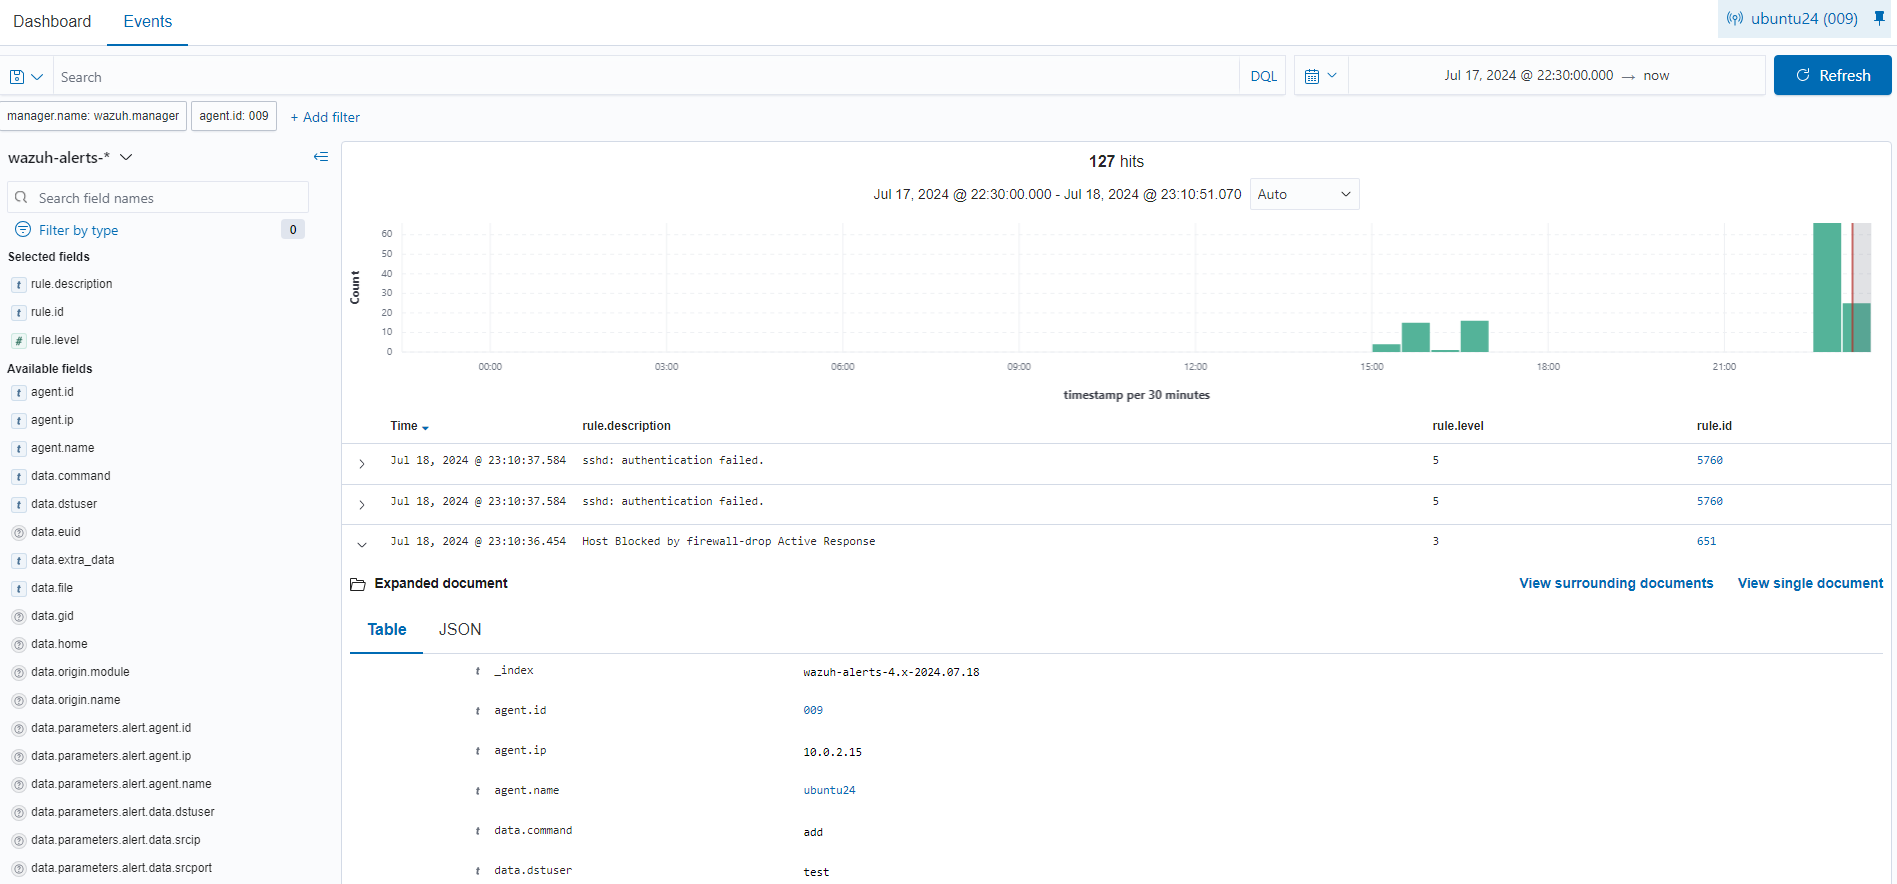 Dashboard Events ubuntu24 (009)
Search DQL Jul 17, 2024 @ 22:30:00.000 → now Refresh
manager.name: wazuh.manager agent.id: 009 + Add filter
wazuh-alerts-*
Search field names
Filter by type 0
Selected fields
t rule.description
t rule.id
# rule.level
Available fields
t agent.id
t agent.ip
t agent.name
t data.command
t data.dstuser
? data.euid
t data.extra_data
t data.file
? data.gid
? data.home
? data.origin.module
? data.origin.name
? data.parameters.alert.agent.id
? data.parameters.alert.agent.ip
? data.parameters.alert.agent.name
? data.parameters.alert.data.dstuser
? data.parameters.alert.data.srcip
? data.parameters.alert.data.srcport
127 hits
Jul 17, 2024 @ 22:30:00.000 - Jul 18, 2024 @ 23:10:51.070 Auto
Count
60
50
40
30
20
10
0
00:00 03:00 06:00 09:00 12:00 15:00 18:00 21:00
timestamp per 30 minutes
Time rule.description rule.level rule.id
Jul 18, 2024 @ 23:10:37.584 sshd: authentication failed. 5 5760
Jul 18, 2024 @ 23:10:37.584 sshd: authentication failed. 5 5760
Jul 18, 2024 @ 23:10:36.454 Host Blocked by firewall-drop Active Response 3 651
Expanded document View surrounding documents View single document
Table JSON
t _index wazuh-alerts-4.x-2024.07.18
t agent.id 009
t agent.ip 10.0.2.15
t agent.name ubuntu24
t data.command add
t data.dstuser test